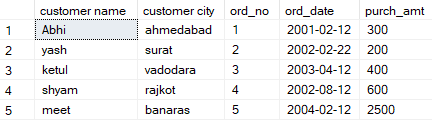 customer name customer city ord_no ord_date purch_amt
1 Abhi ahmedabad 1 2001-02-12 300
2 yash surat 2 2002-02-22 200
3 ketul vadodara 3 2003-04-12 400
4 shyam rajkot 4 2002-08-12 600
5 meet banaras 5 2004-02-12 2500